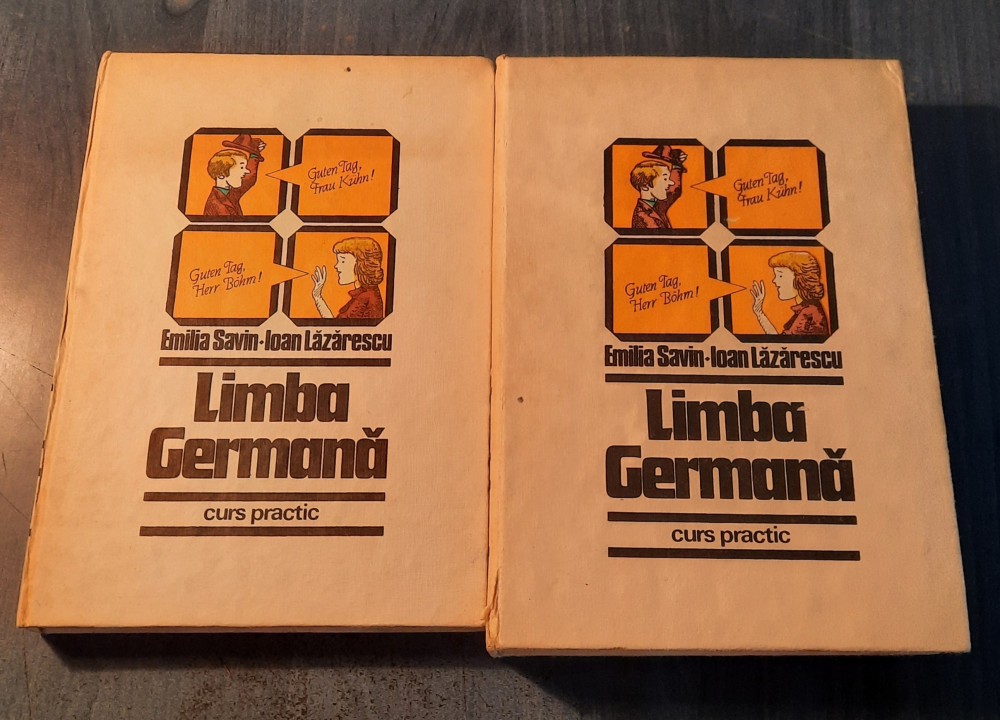 Guten Tag,
Frau Kuhn!
Guten Tag,
Herr Böhm!
Emilia Savin·Ioan Lăzărescu
Limba
Germană
curs practic
Guten Tag,
Frau Kuhn!
Guten Tag,
Herr Böhm!
Emilia Savin·Ioan Lăzărescu
Limba
Germană
curs practic